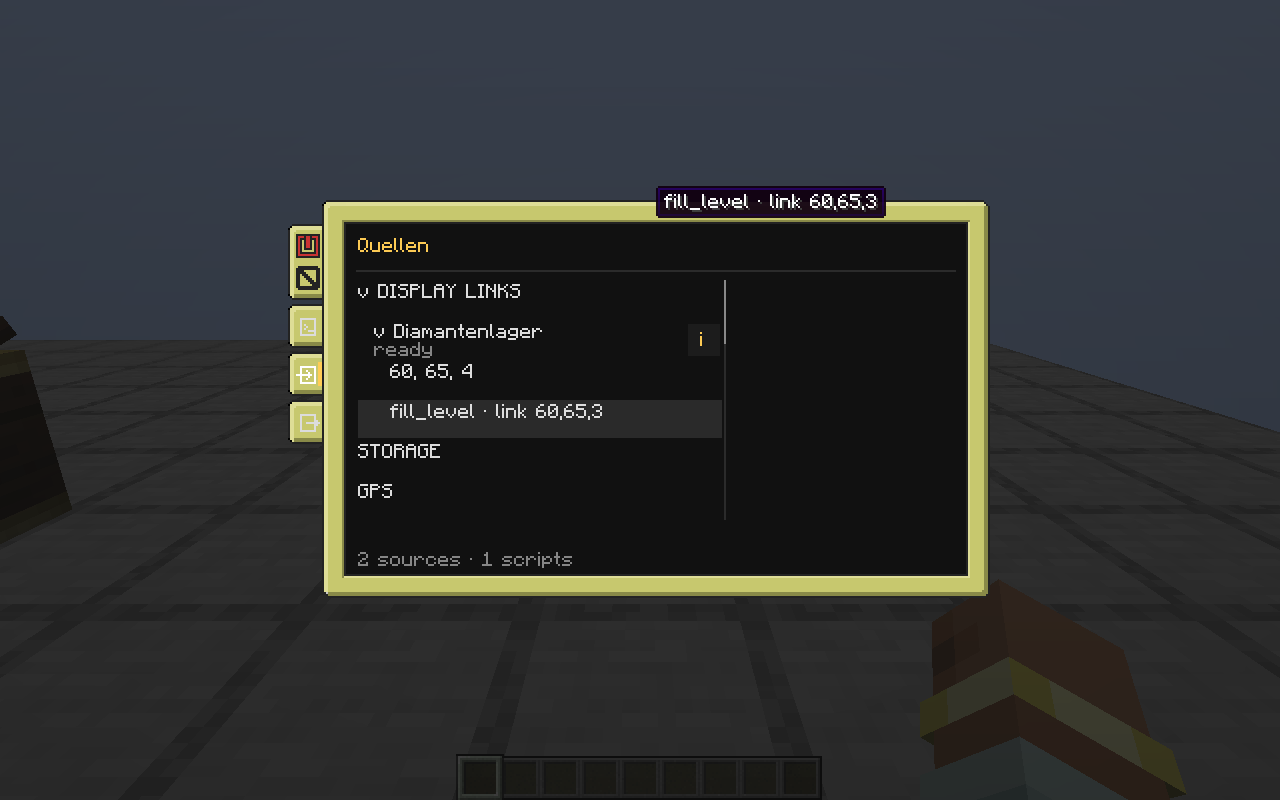 fill_level · link 60,65,3
Quellen
v DISPLAY LINKS
v Diamantenlager
i
ready
60, 65, 4
fill_level · link 60,65,3
STORAGE
GPS
2 sources · 1 scripts